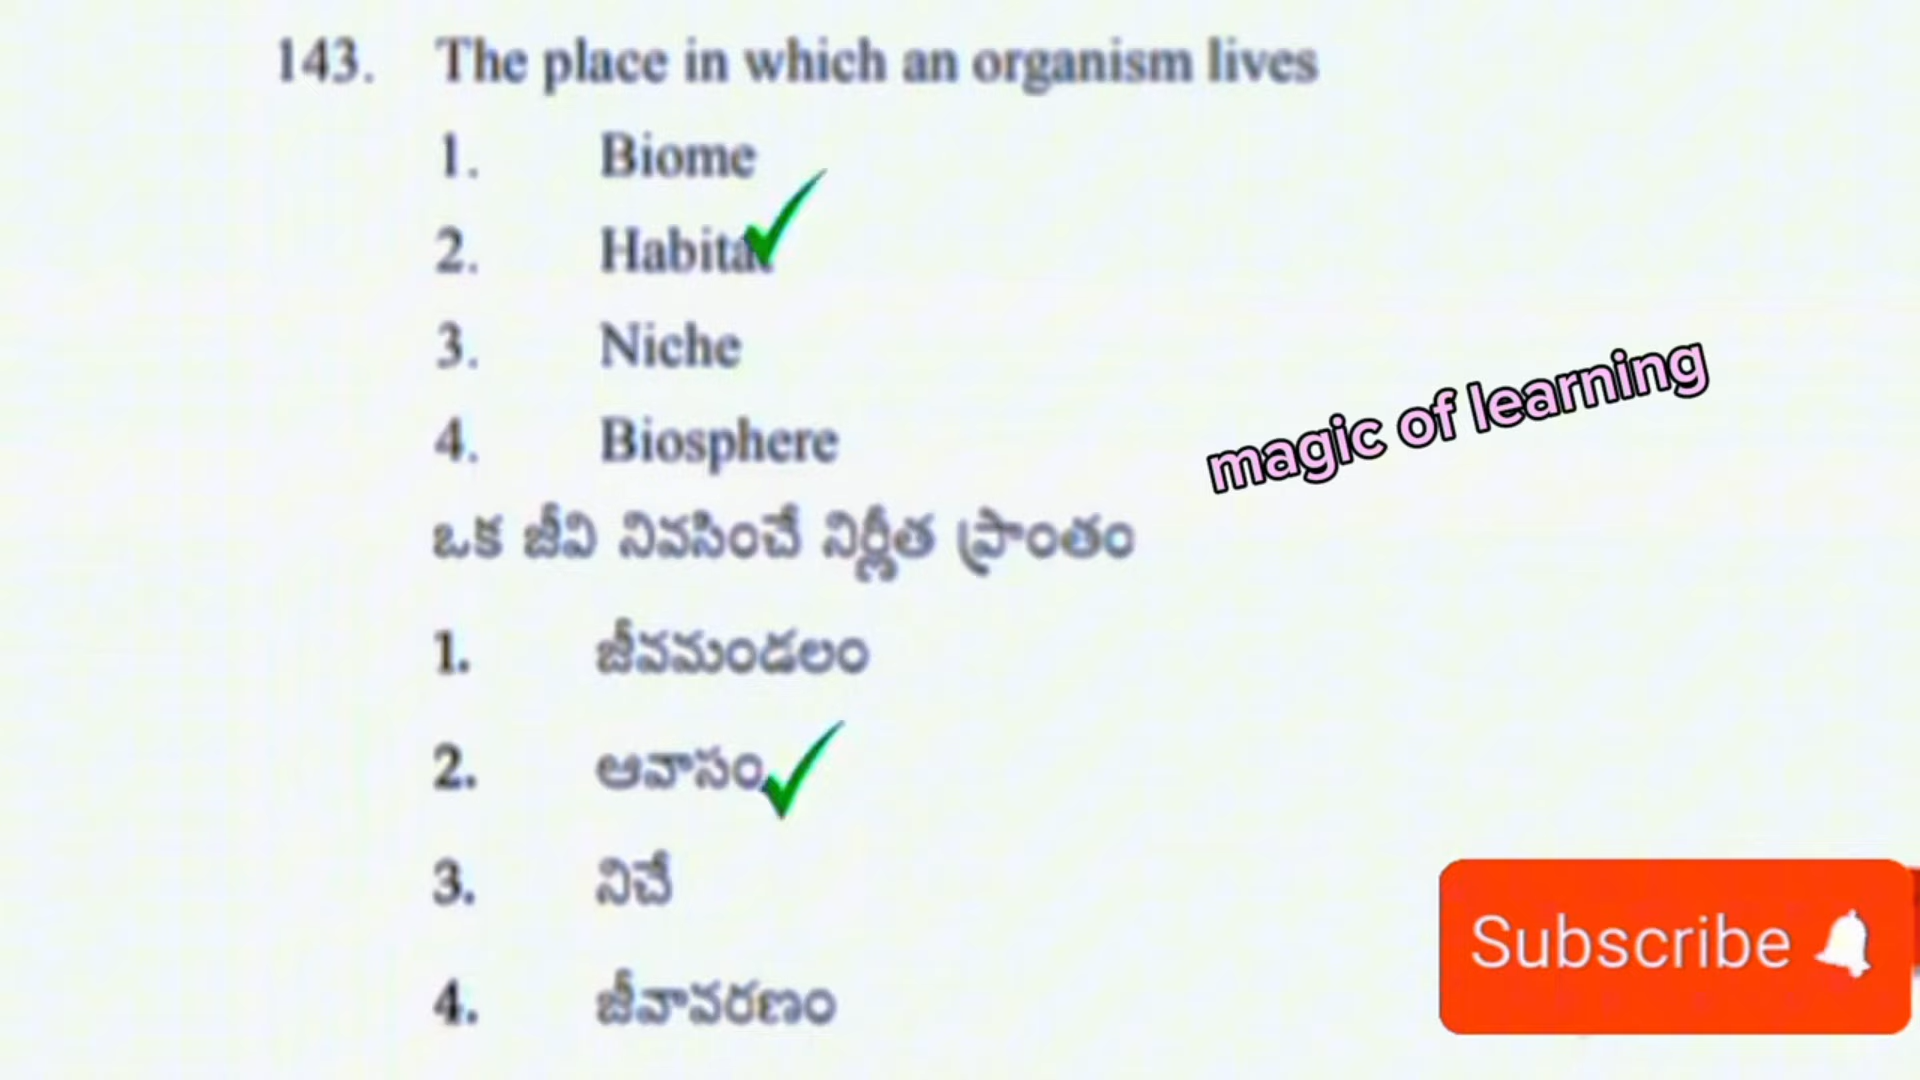 143. The place in which an organism lives
1. Biome
2. Habitat
3. Niche
4. Biosphere
magic of learning
ఒక జీవి నివసించే నిర్ణీత ప్రాంతం
1. జీవమండలం
2. ఆవాసం
3. నిచే
4. జీవావరణం
Subscribe